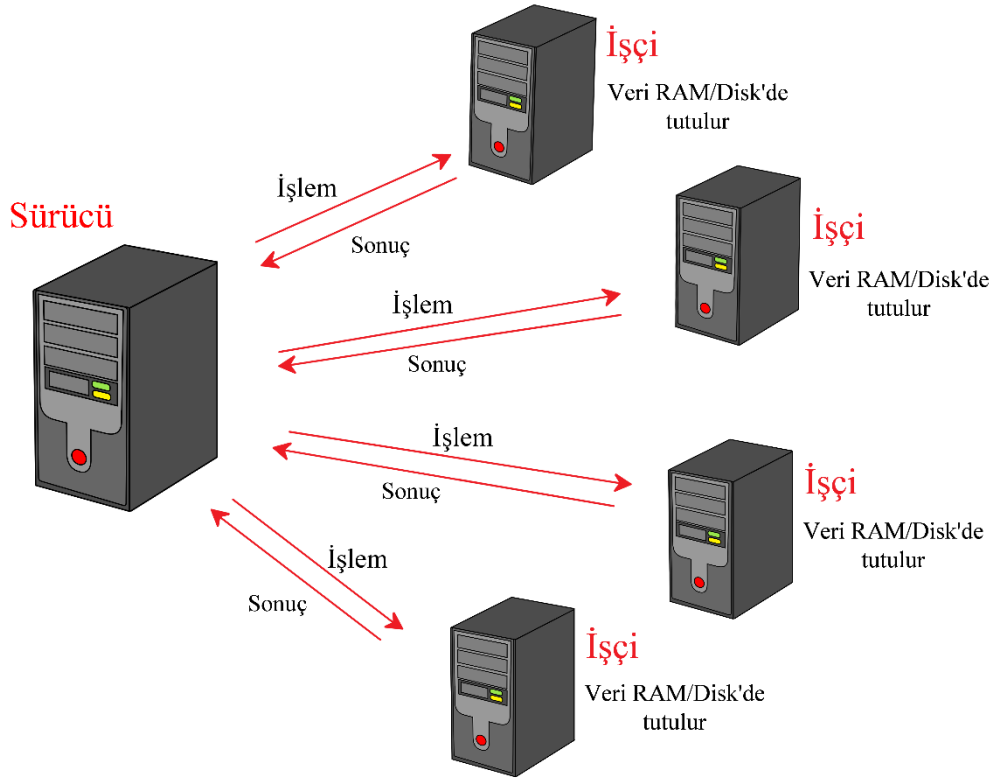 İşçi
Veri RAM/Disk'de
tutulur
İşlem
Sonuç
Sürücü
İşçi
Veri RAM/Disk'de
tutulur
İşlem
Sonuç
İşlem
Sonuç
İşçi
Veri RAM/Disk'de
tutulur
İşlem
Sonuç
İşçi
Veri RAM/Disk'de
tutulur